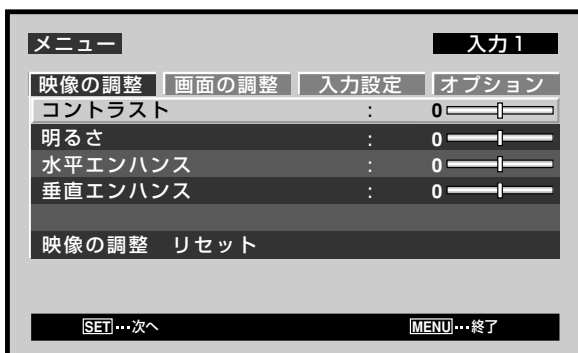 メニュー 入力1
映像の調整 画面の調整 入力設定 オプション
コントラスト : 0
明るさ : 0
水平エンハンス : 0
垂直エンハンス : 0
映像の調整 リセット
SET…次へ MENU…終了